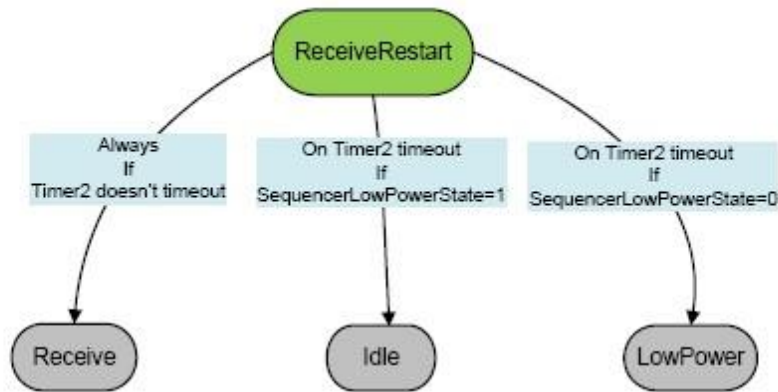 ReceiveRestart
Always
If
Timer2 doesn't timeout
On Timer2 timeout
If
SequencerLowPowerState=1
On Timer2 timeout
If
SequencerLowPowerState=0
Receive
Idle
LowPower